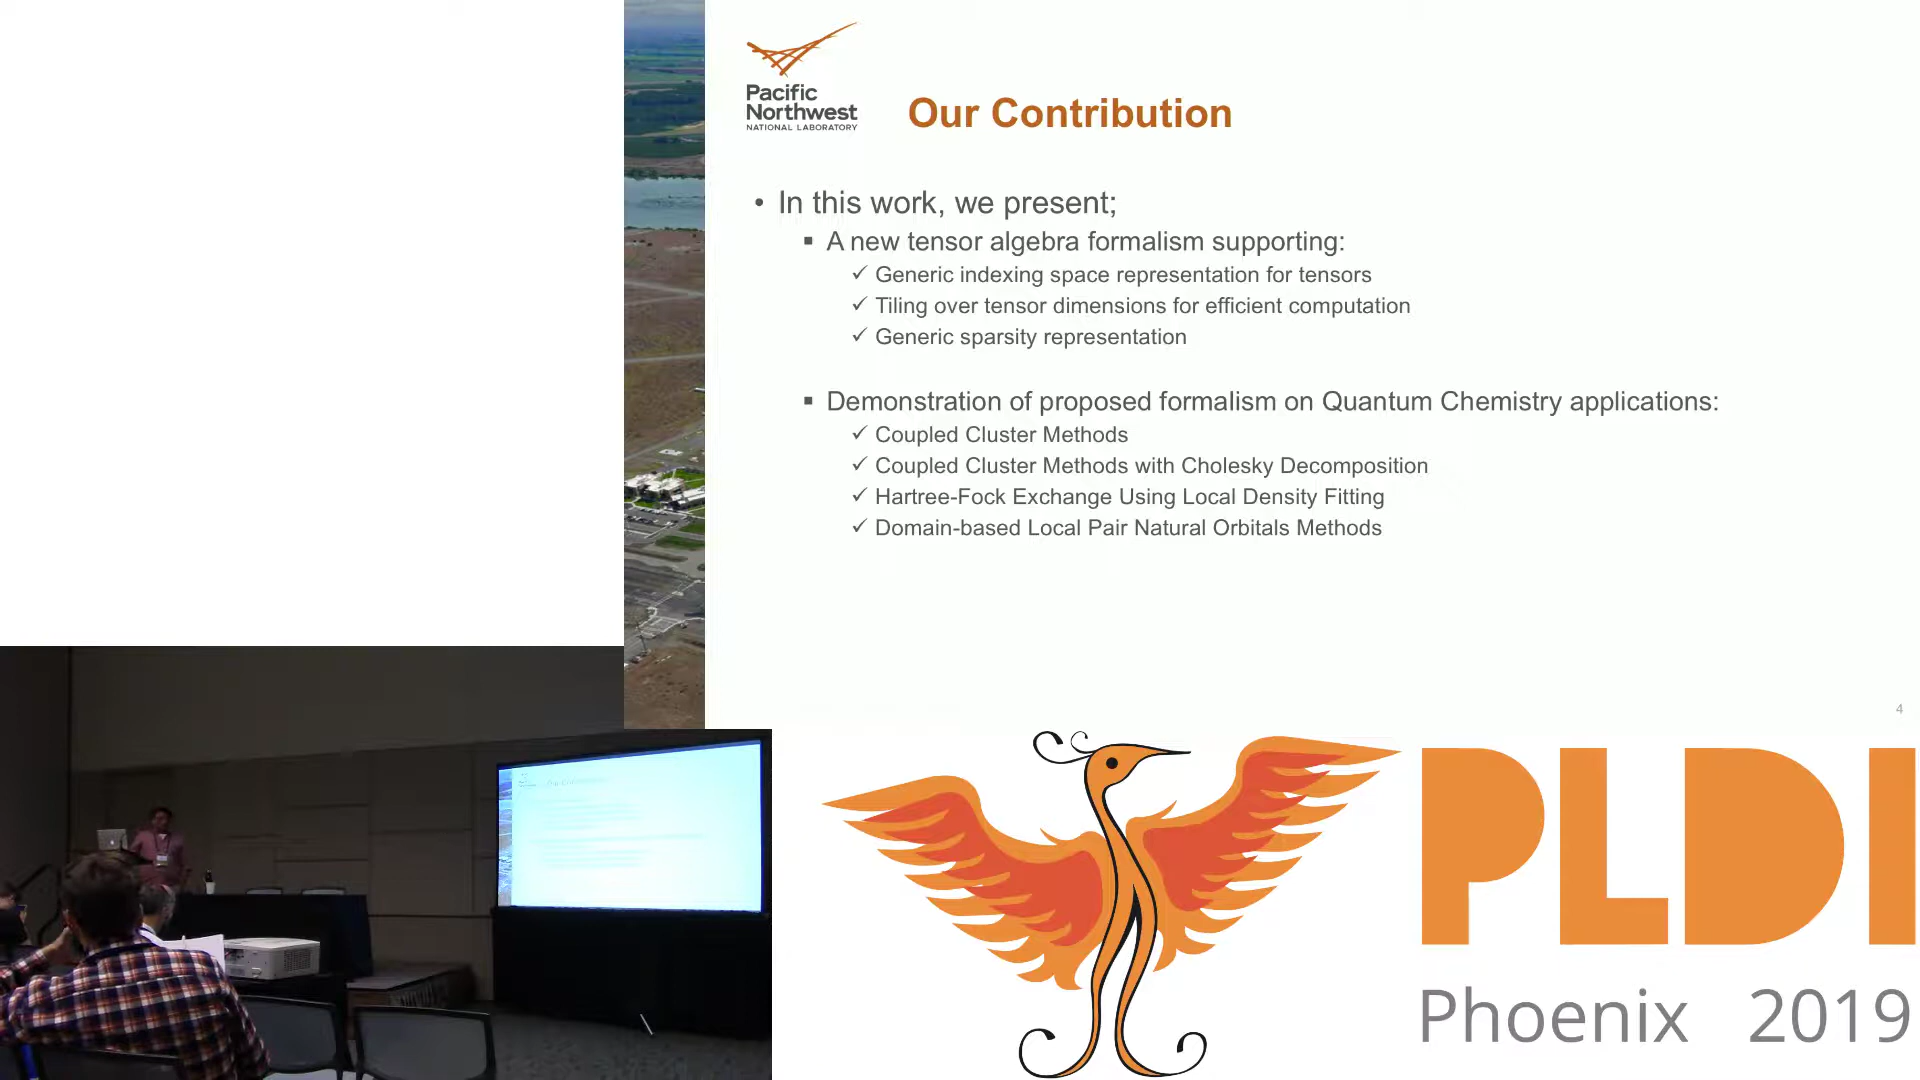 Pacific
Northwest
NATIONAL LABORATORY
Our Contribution
• In this work, we present;
▪ A new tensor algebra formalism supporting:
✓ Generic indexing space representation for tensors
✓ Tiling over tensor dimensions for efficient computation
✓ Generic sparsity representation
▪ Demonstration of proposed formalism on Quantum Chemistry applications:
✓ Coupled Cluster Methods
✓ Coupled Cluster Methods with Cholesky Decomposition
✓ Hartree-Fock Exchange Using Local Density Fitting
✓ Domain-based Local Pair Natural Orbitals Methods
4
PLDI
Phoenix 2019